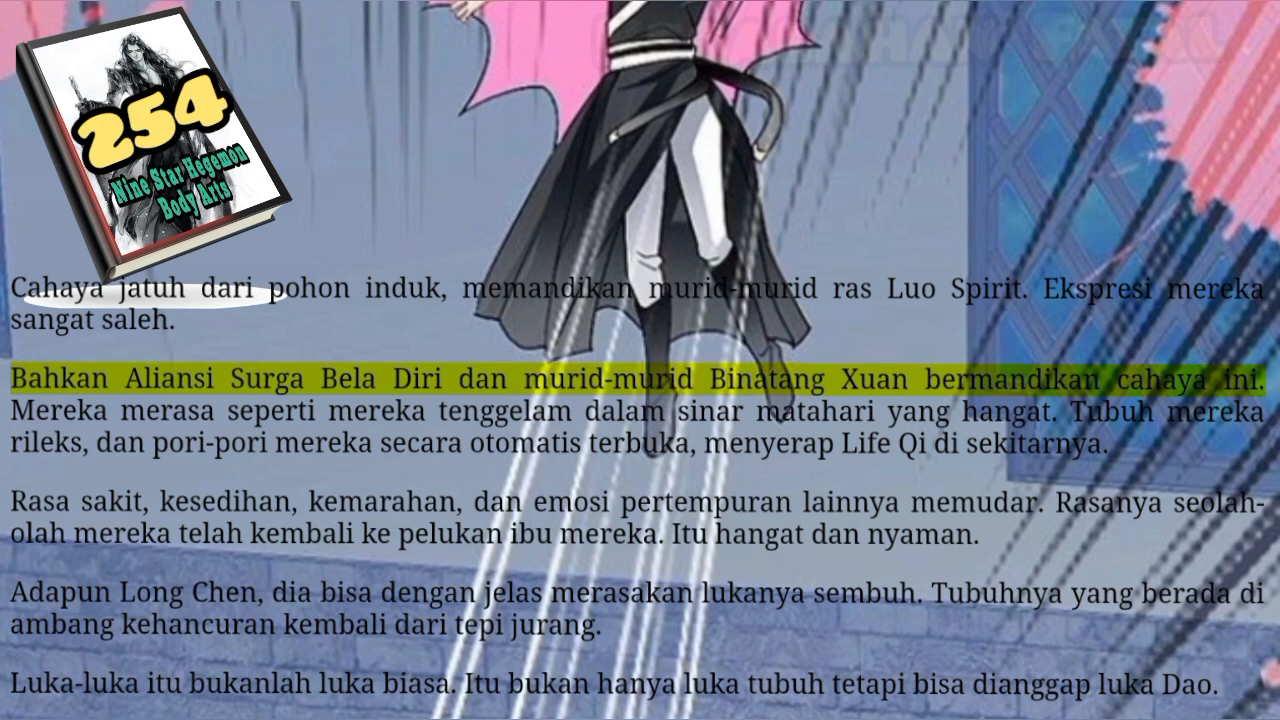 254
Nine Star Hegemon
Body Arts
Cahaya jatuh dari pohon induk, memandikan murid-murid ras Luo Spirit. Ekspresi mereka
sangat saleh.
Bahkan Aliansi Surga Bela Diri dan murid-murid Binatang Xuan bermandikan cahaya ini.
Mereka merasa seperti mereka tenggelam dalam sinar matahari yang hangat. Tubuh mereka
rileks, dan pori-pori mereka secara otomatis terbuka, menyerap Life Qi di sekitarnya.
Rasa sakit, kesedihan, kemarahan, dan emosi pertempuran lainnya memudar. Rasanya seolah-
olah mereka telah kembali ke pelukan ibu mereka. Itu hangat dan nyaman.
Adapun Long Chen, dia bisa dengan jelas merasakan lukanya sembuh. Tubuhnya yang berada di
ambang kehancuran kembali dari tepi jurang.
Luka-luka itu bukanlah luka biasa. Itu bukan hanya luka tubuh tetapi bisa dianggap luka Dao.